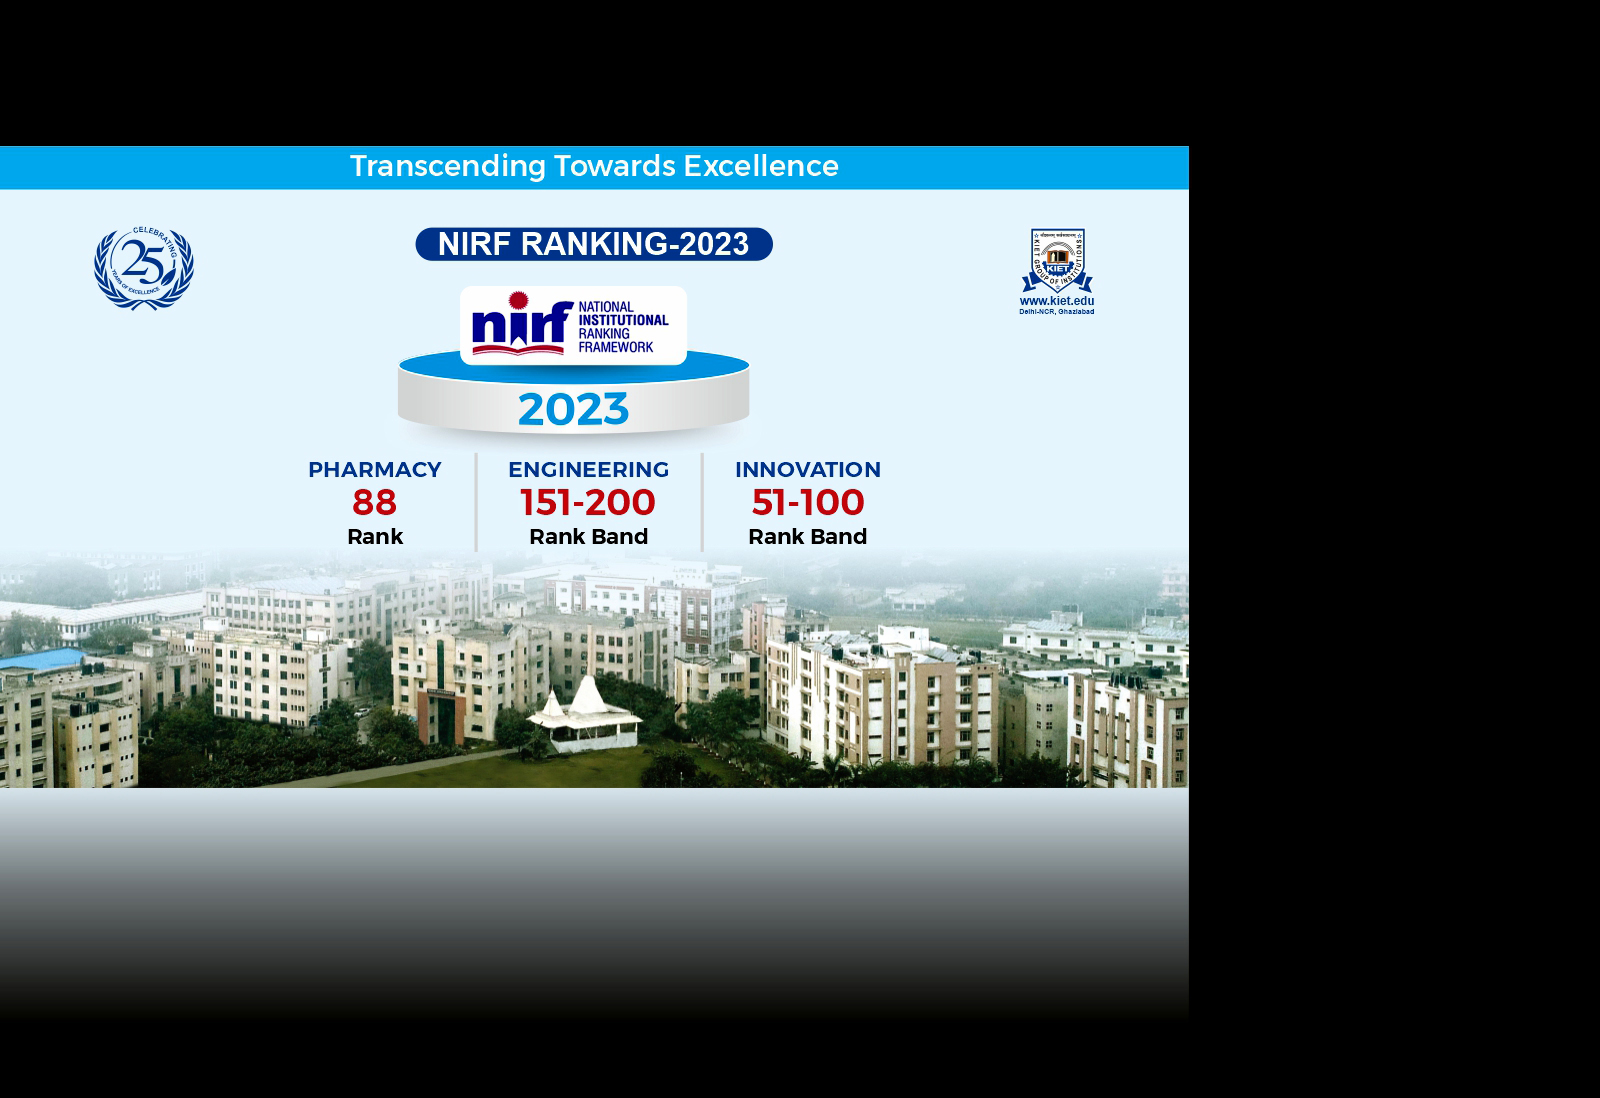 Transcending Towards Excellence
CELEBRATING
25
YEARS OF EXCELLENCE
NIRF RANKING-2023
KIET GROUP OF INSTITUTIONS
KIET
www.kiet.edu
Delhi-NCR, Ghaziabad
nirf
NATIONAL
INSTITUTIONAL
RANKING
FRAMEWORK
2023
PHARMACY
88
Rank
ENGINEERING
151-200
Rank Band
INNOVATION
51-100
Rank Band